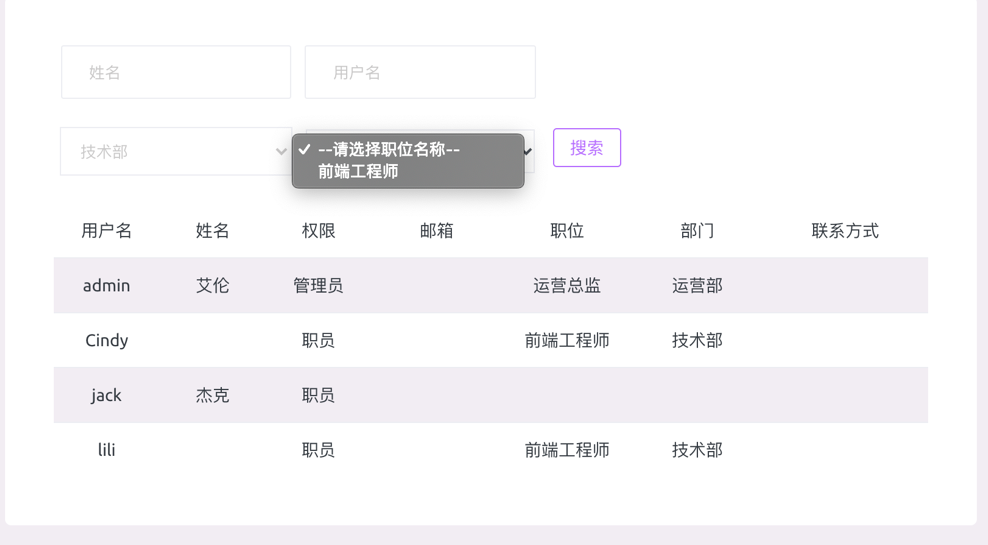 姓名 用户名
技术部 --请选择职位名称-- 搜索
前端工程师
用户名 姓名 权限 邮箱 职位 部门 联系方式
admin 艾伦 管理员 运营总监 运营部
Cindy 职员 前端工程师 技术部
jack 杰克 职员
lili 职员 前端工程师 技术部